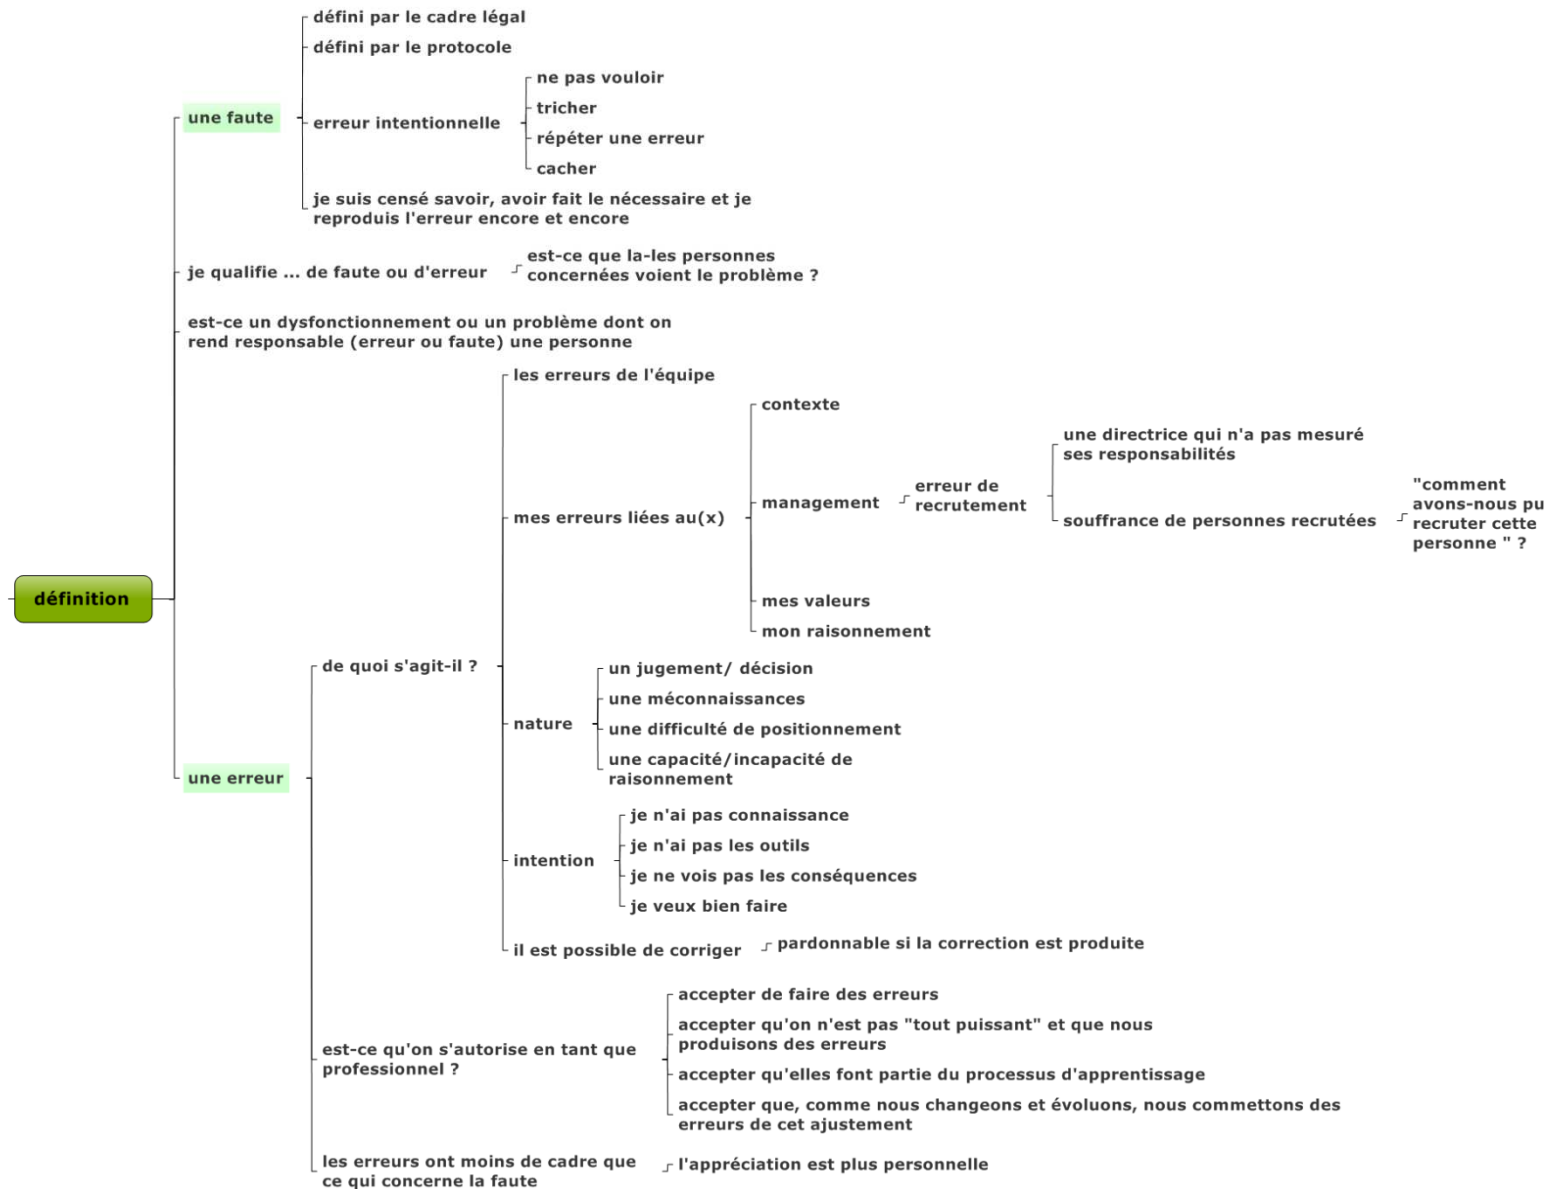 défini par le cadre légal
défini par le protocole
ne pas vouloir
tricher
une faute
erreur intentionnelle
répéter une erreur
cacher
je suis censé savoir, avoir fait le nécessaire et je
reproduis l'erreur encore et encore
je qualifie ... de faute ou d'erreur
est-ce que la-les personnes
concernées voient le problème ?
est-ce un dysfonctionnement ou un problème dont on
rend responsable (erreur ou faute) une personne
définition
une erreur
de quoi s'agit-il ?
les erreurs de l'équipe
mes erreurs liées au(x)
contexte
management
erreur de
recrutement
une directrice qui n'a pas mesuré
ses responsabilités
souffrance de personnes recrutées
"comment
avons-nous pu
recruter cette
personne " ?
mes valeurs
mon raisonnement
nature
un jugement/ décision
une méconnaissances
une difficulté de positionnement
une capacité/incapacité de
raisonnement
intention
je n'ai pas connaissance
je n'ai pas les outils
je ne vois pas les conséquences
je veux bien faire
il est possible de corriger
pardonnable si la correction est produite
est-ce qu'on s'autorise en tant que
professionnel ?
accepter de faire des erreurs
accepter qu'on n'est pas "tout puissant" et que nous
produisons des erreurs
accepter qu'elles font partie du processus d'apprentissage
accepter que, comme nous changeons et évoluons, nous commettons des
erreurs de cet ajustement
les erreurs ont moins de cadre que
ce qui concerne la faute
l'appréciation est plus personnelle